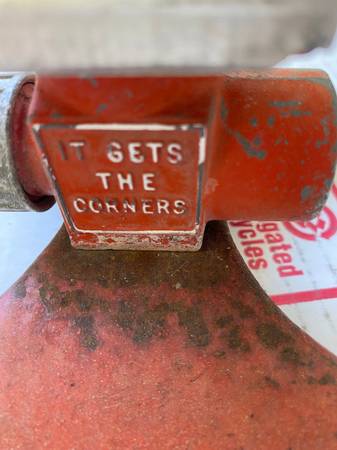 IT GETS
THE
CORNERS